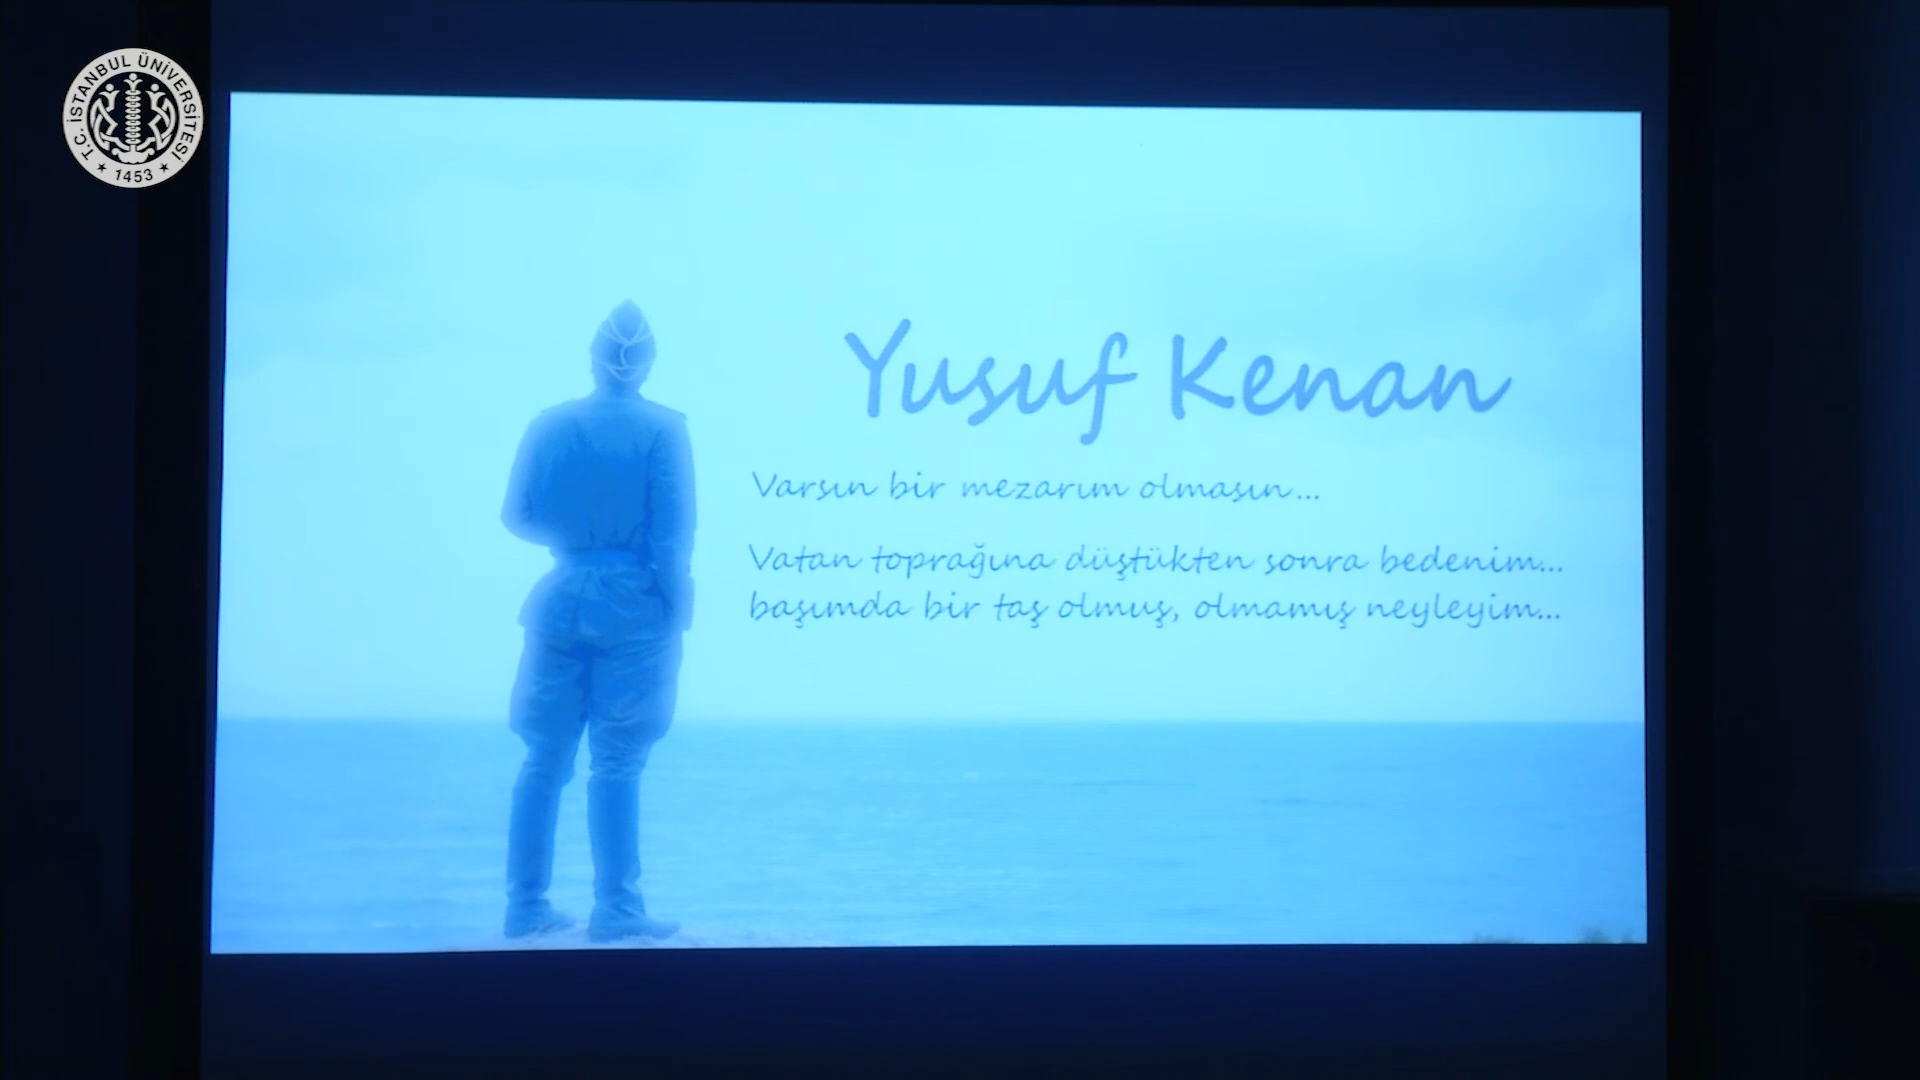 T.C. İSTANBUL ÜNİVERSİTESİ
1453
Yusuf Kenan
Varsın bir mezarım olmasın...
Vatan toprağına düştükten sonra bedenim...
başımda bir taş olmuş, olmamış neyleyim...